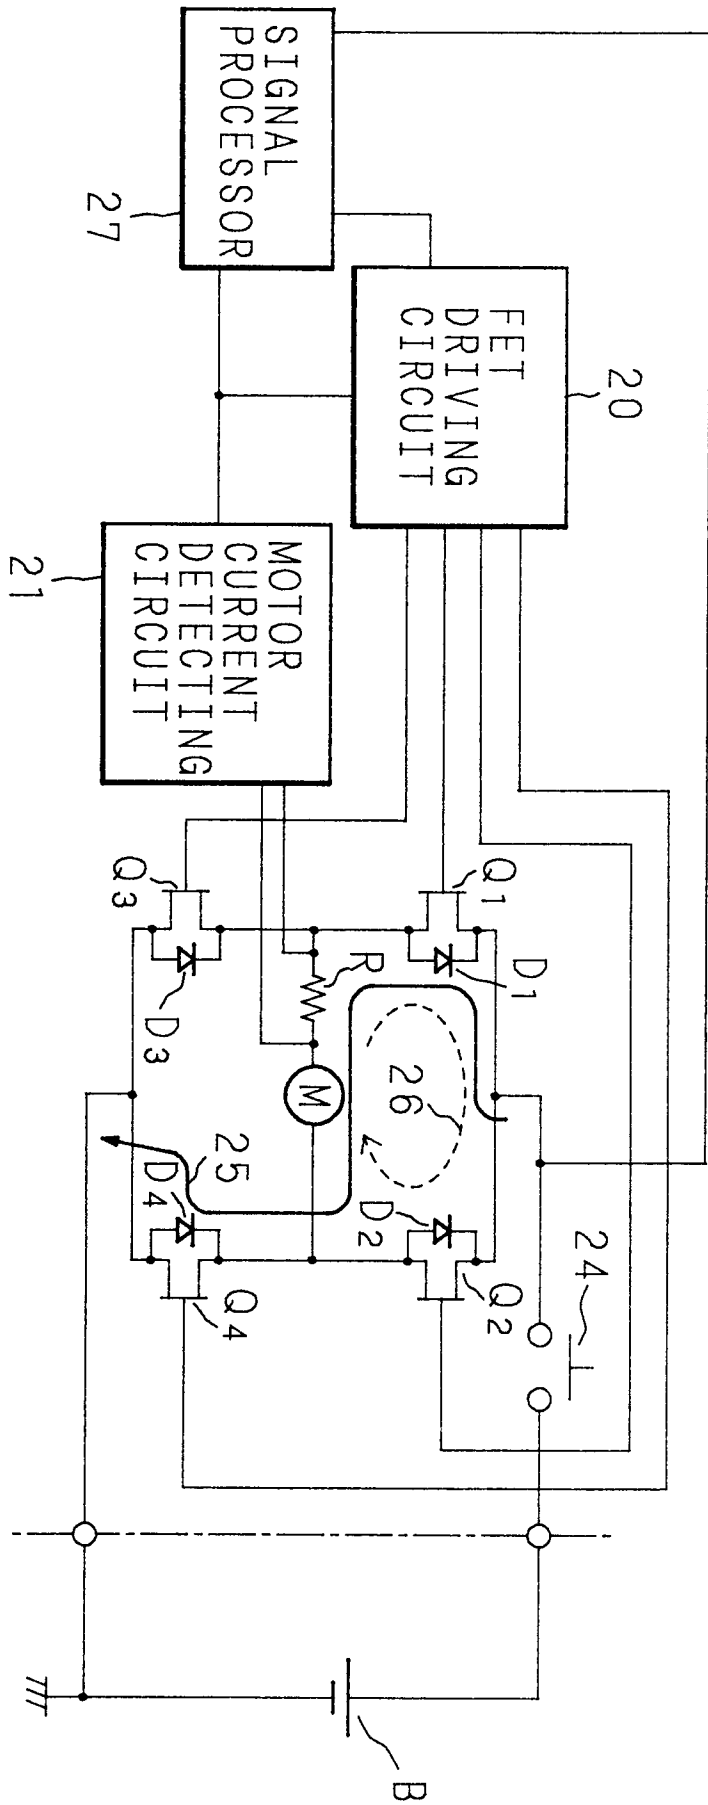 SIGNAL
PROCESSOR
27
FET
DRIVING
CIRCUIT
20
MOTOR
CURRENT
DETECTING
CIRCUIT
21
Q1
D1
Q3
D3
R
M
26
25
D4
Q4
D2
Q2
24
B